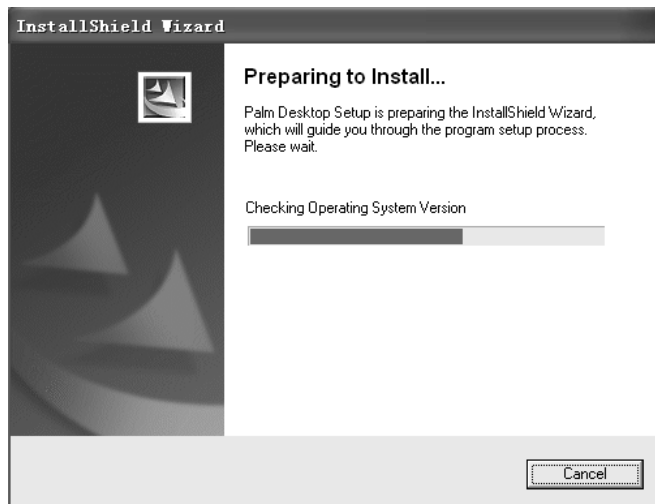 InstallShield Wizard
Preparing to Install...
Palm Desktop Setup is preparing the InstallShield Wizard,
which will guide you through the program setup process.
Please wait.
Checking Operating System Version
Cancel